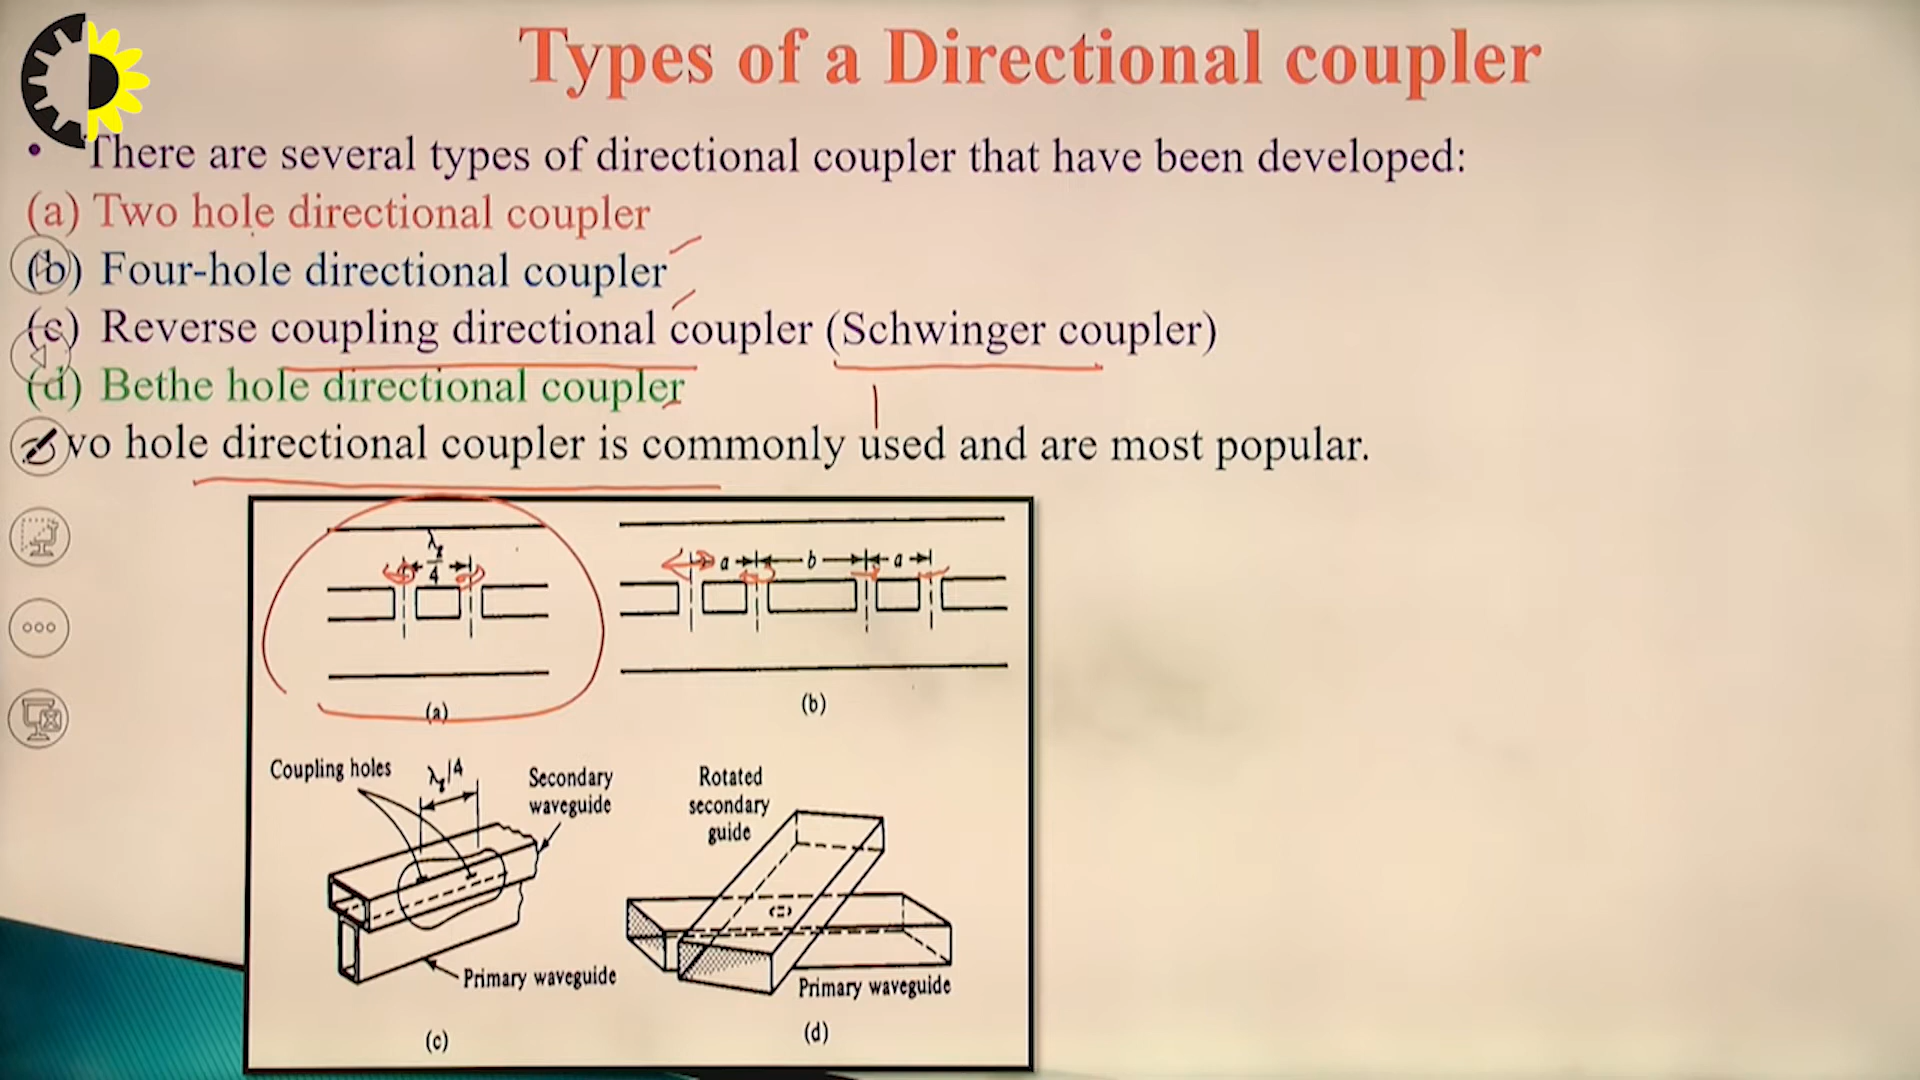 Types of a Directional coupler
• There are several types of directional coupler that have been developed:
(a) Two hole directional coupler
(b) Four-hole directional coupler
(c) Reverse coupling directional coupler (Schwinger coupler)
(d) Bethe hole directional coupler
wo hole directional coupler is commonly used and are most popular.
λg/4
a b a
(a)
(b)
Coupling holes
λg/4
Secondary
waveguide
Rotated
secondary
guide
Primary waveguide
Primary waveguide
(c)
(d)